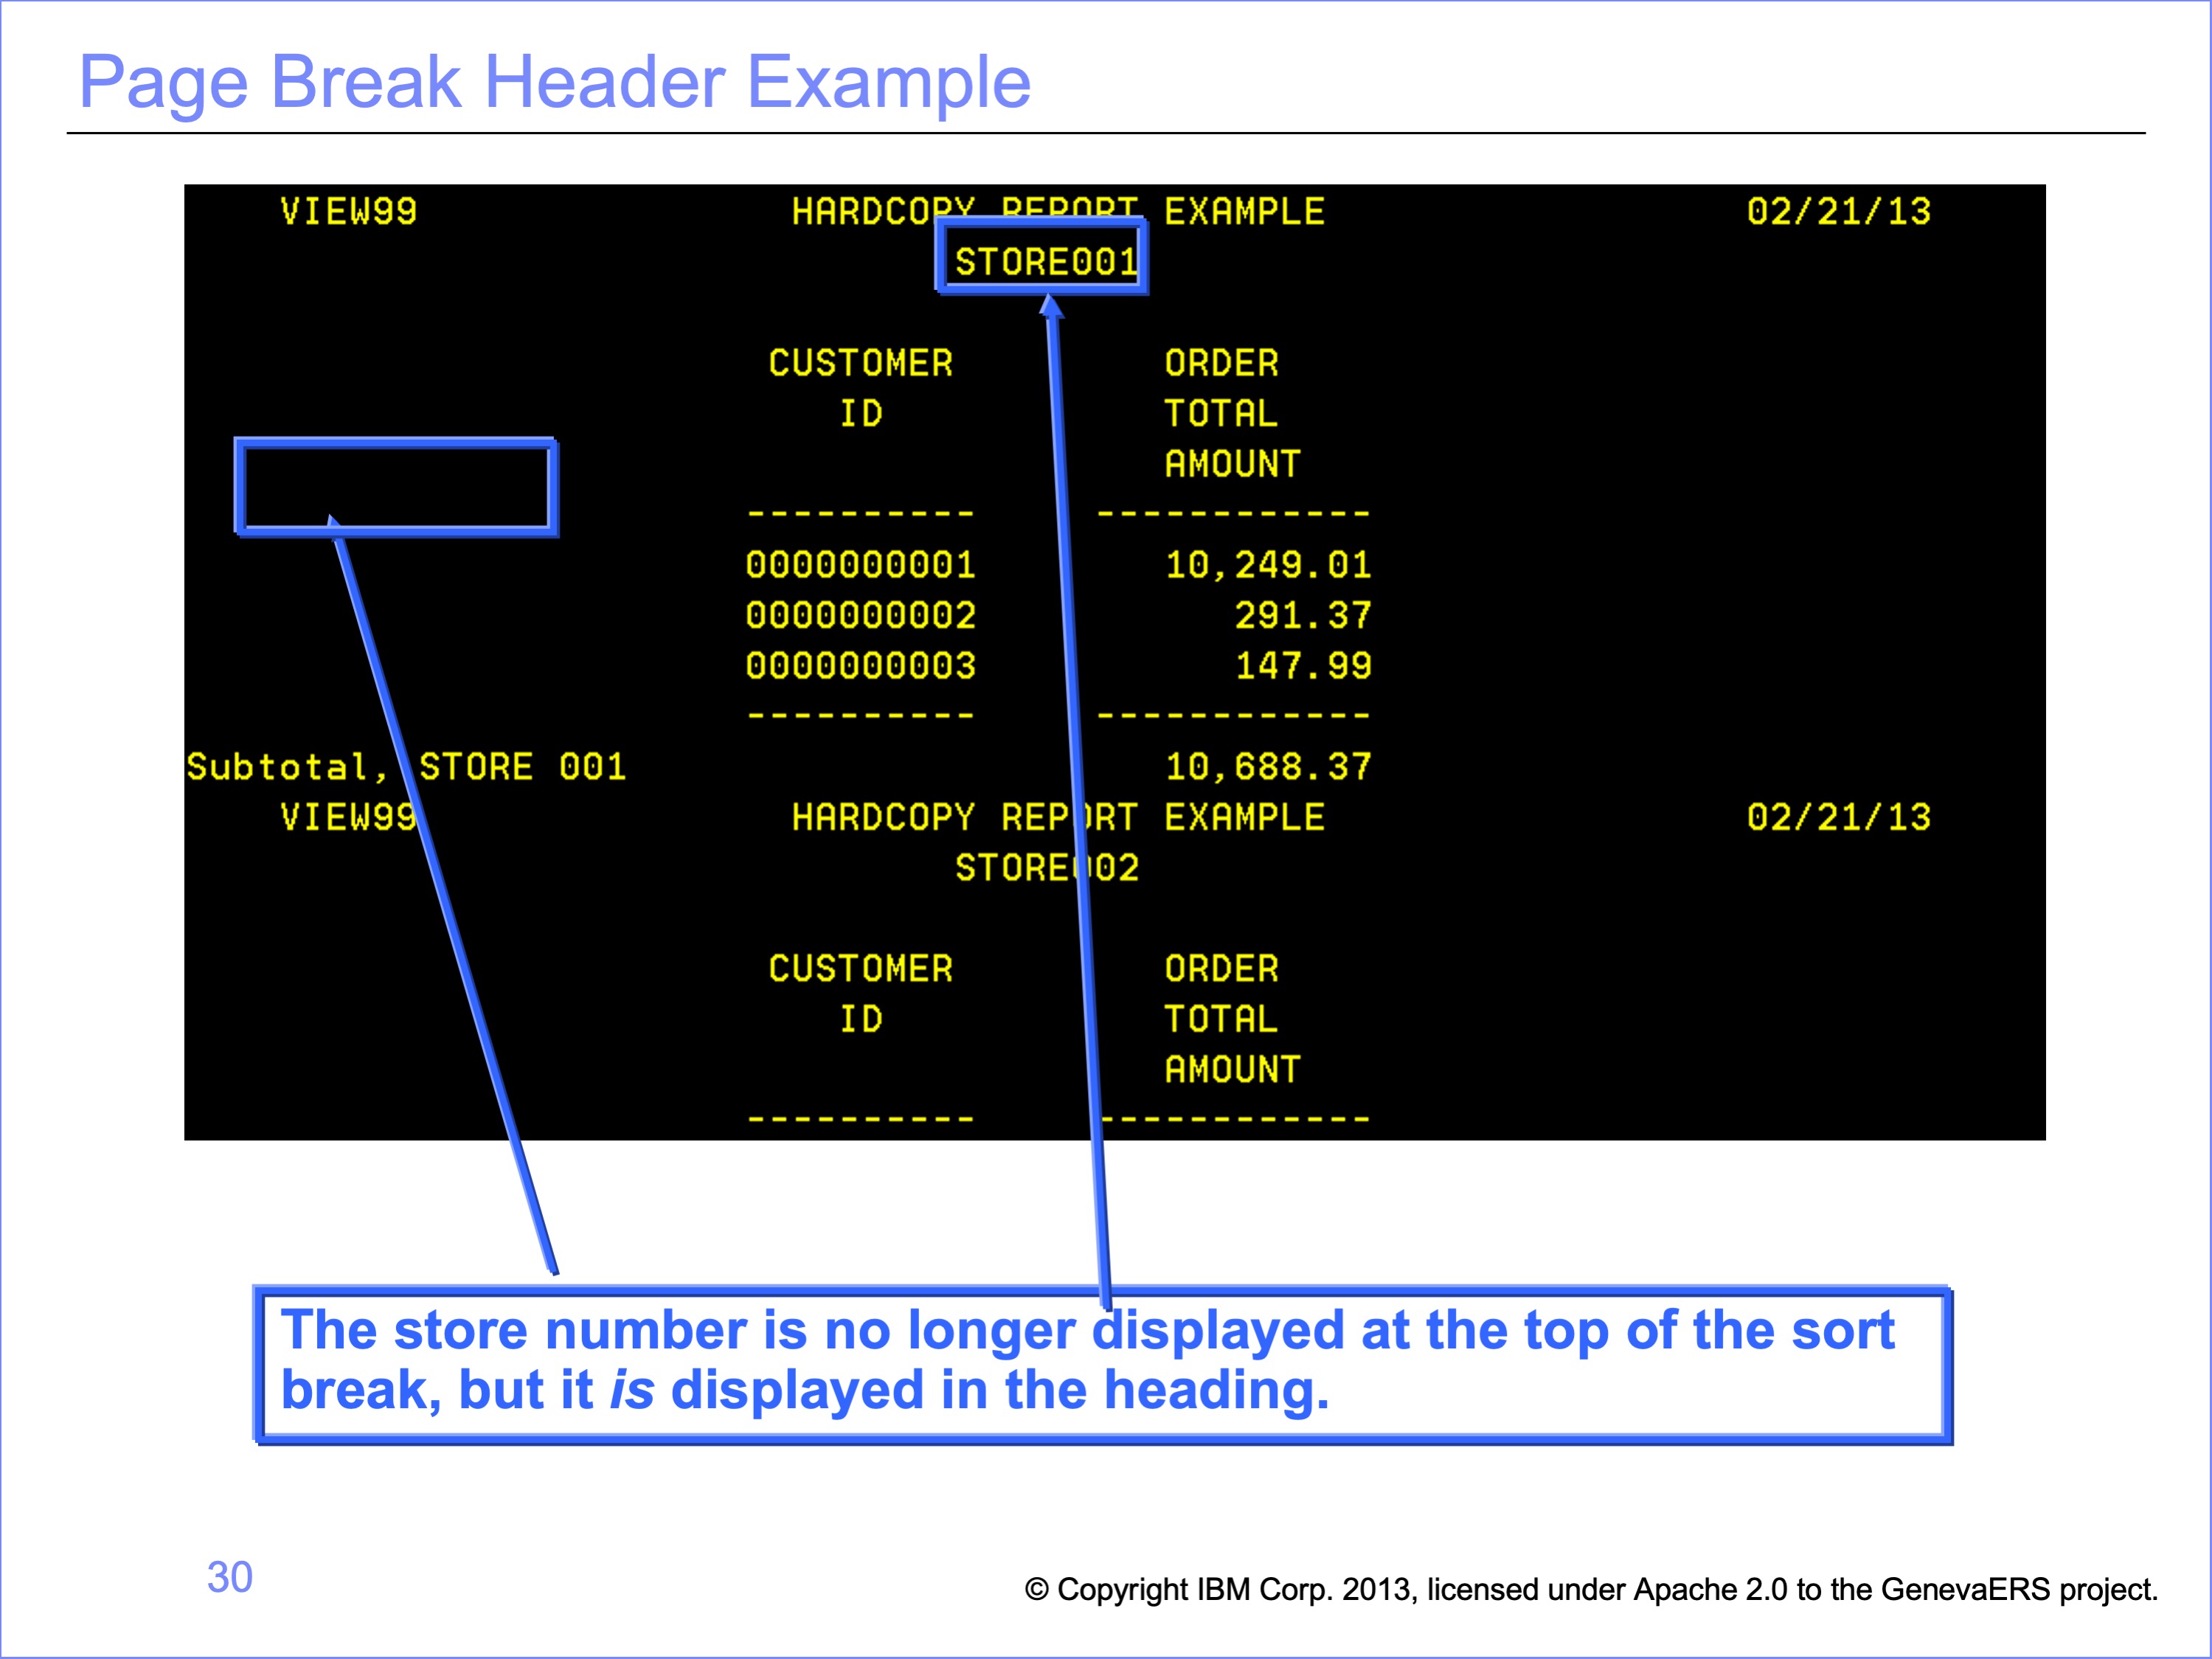 Page Break Header Example
VIEW99 HARDCOPY REPORT EXAMPLE 02/21/13
STORE001
CUSTOMER ORDER
ID TOTAL
AMOUNT
---------- ------------
0000000001 10,249.01
0000000002 291.37
0000000003 147.99
---------- ------------
Subtotal, STORE 001 10,688.37
VIEW99 HARDCOPY REPORT EXAMPLE 02/21/13
STORE002
CUSTOMER ORDER
ID TOTAL
AMOUNT
---------- ------------
The store number is no longer displayed at the top of the sort
break, but it is displayed in the heading.
30
© Copyright IBM Corp. 2013, licensed under Apache 2.0 to the GenevaERS project.